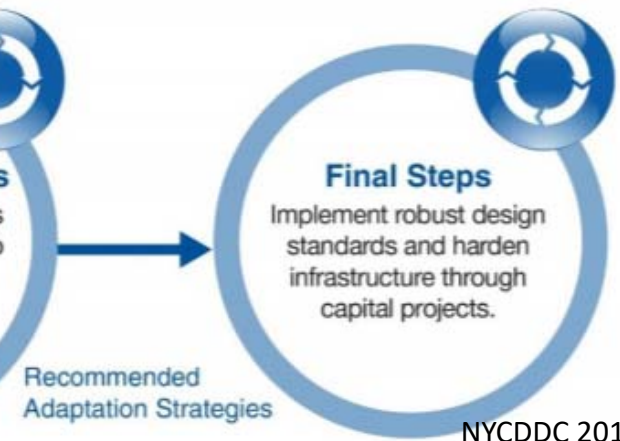 Final Steps
Implement robust design
standards and harden
infrastructure through
capital projects.
Recommended
Adaptation Strategies
NYCDDC 201